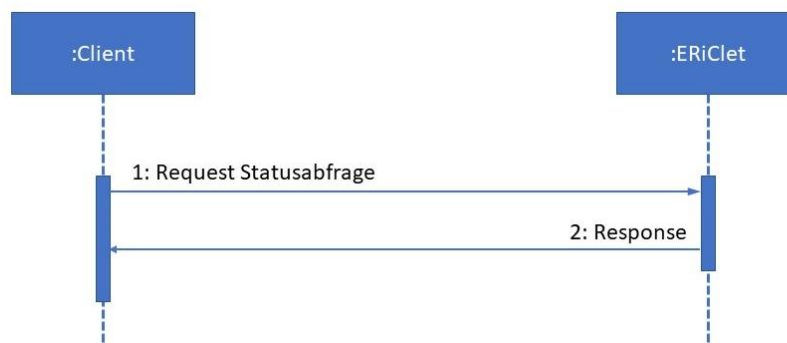 :Client
:ERiClet
1: Request Statusabfrage
2: Response